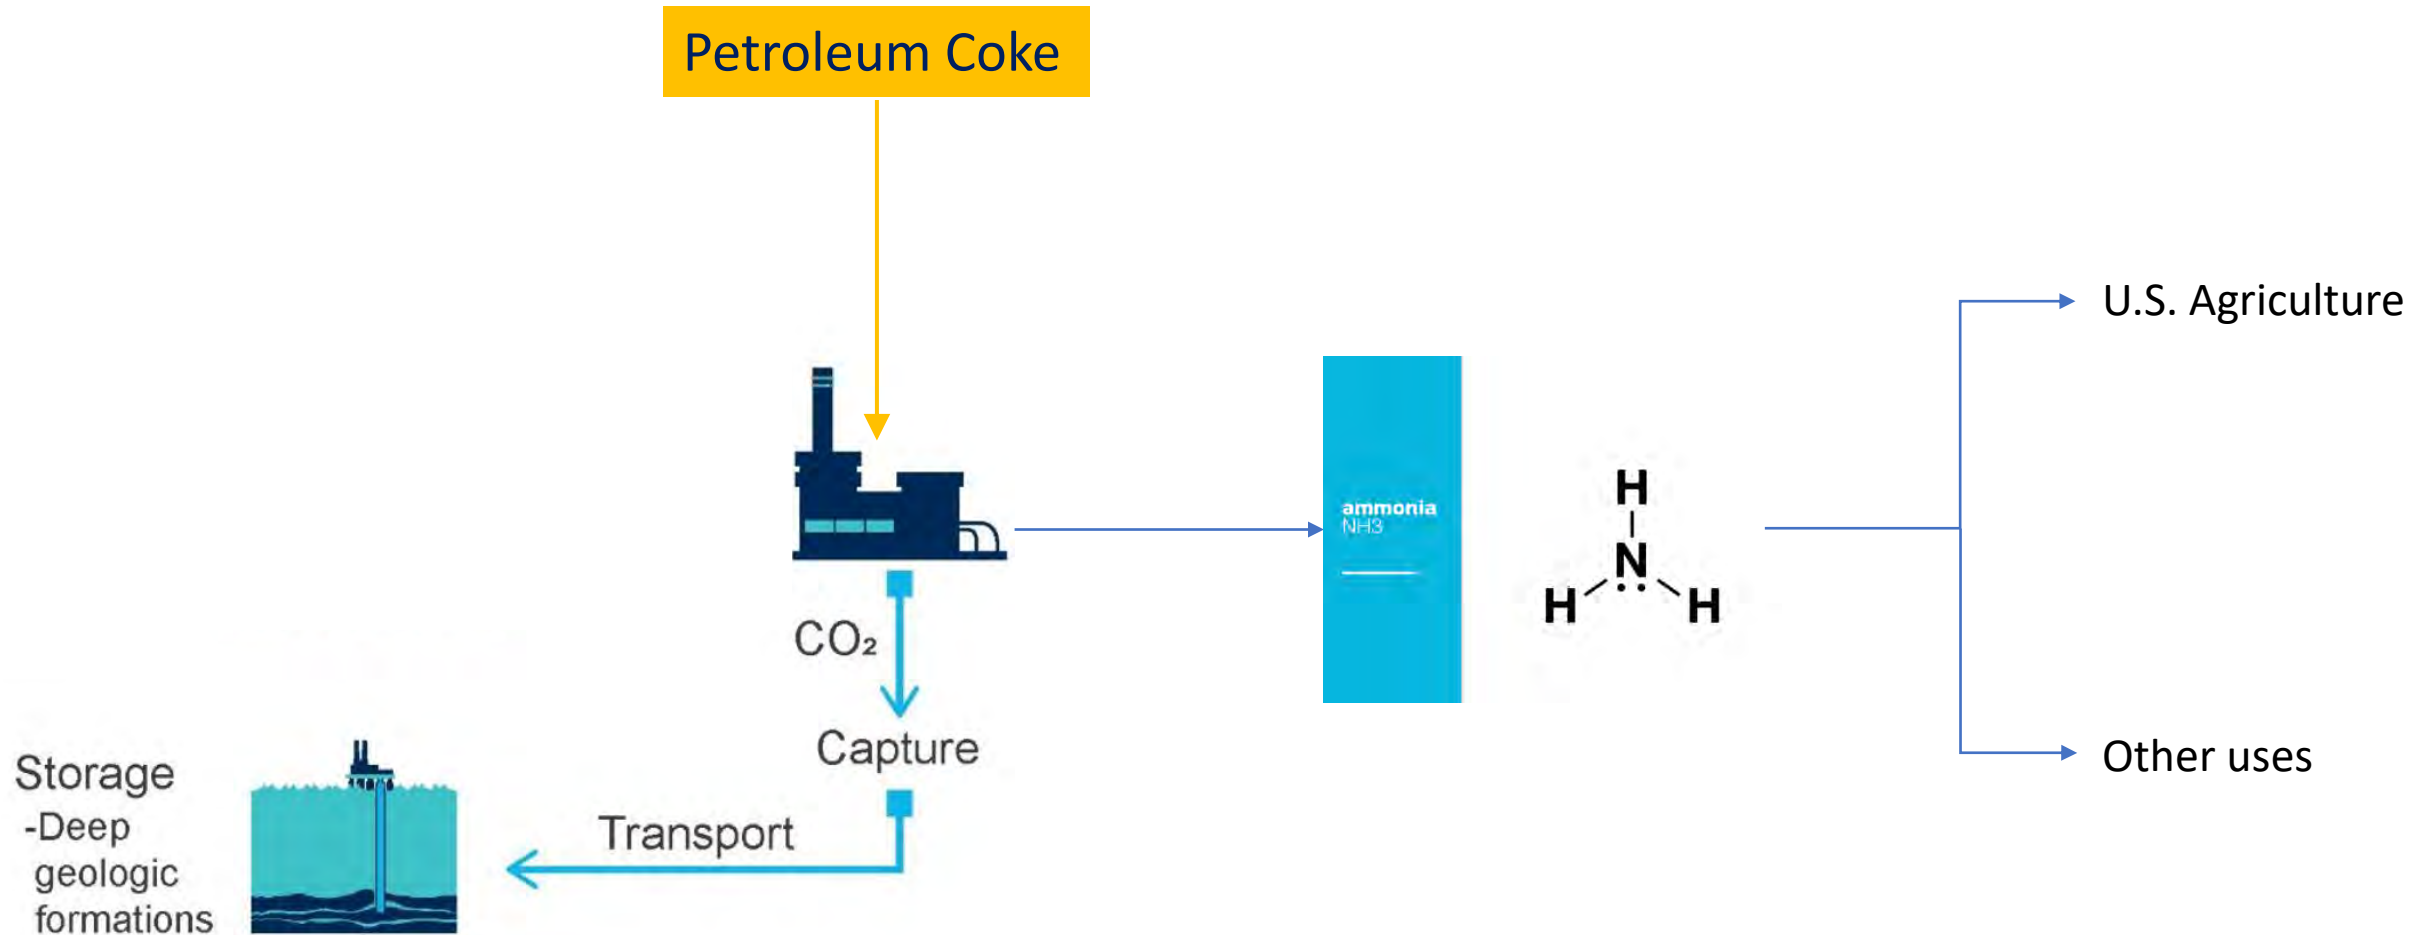 Petroleum Coke
U.S. Agriculture
ammonia
NH3
H
N
H
H
CO₂
Capture
Transport
Storage
-Deep
geologic
formations
Other uses